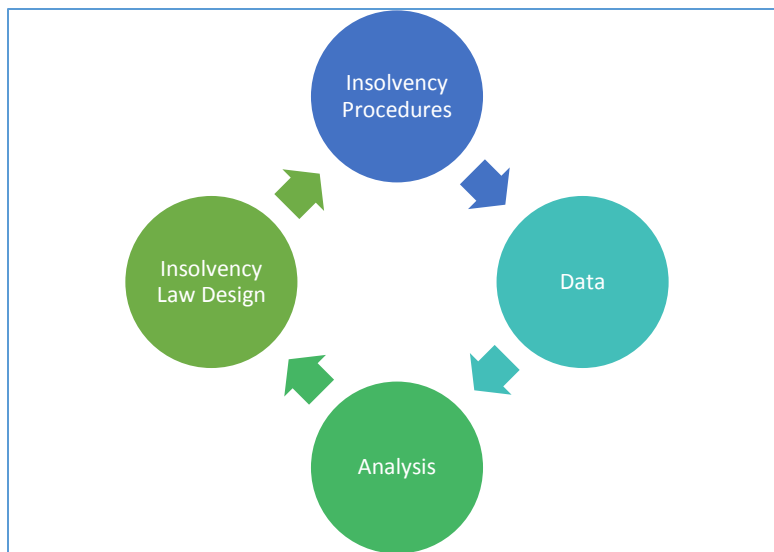 Insolvency
Procedures
Data
Analysis
Insolvency
Law Design